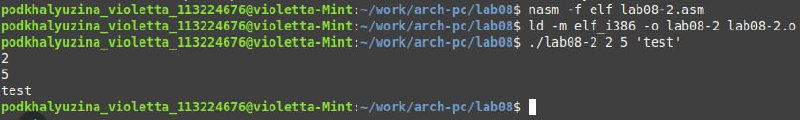 podkhalyuzina_violetta_113224676@violetta-Mint:~/work/arch-pc/lab08$ nasm -f elf lab08-2.asm
podkhalyuzina_violetta_113224676@violetta-Mint:~/work/arch-pc/lab08$ ld -m elf_i386 -o lab08-2 lab08-2.o
podkhalyuzina_violetta_113224676@violetta-Mint:~/work/arch-pc/lab08$ ./lab08-2 2 5 'test'
2
5
test
podkhalyuzina_violetta_113224676@violetta-Mint:~/work/arch-pc/lab08$